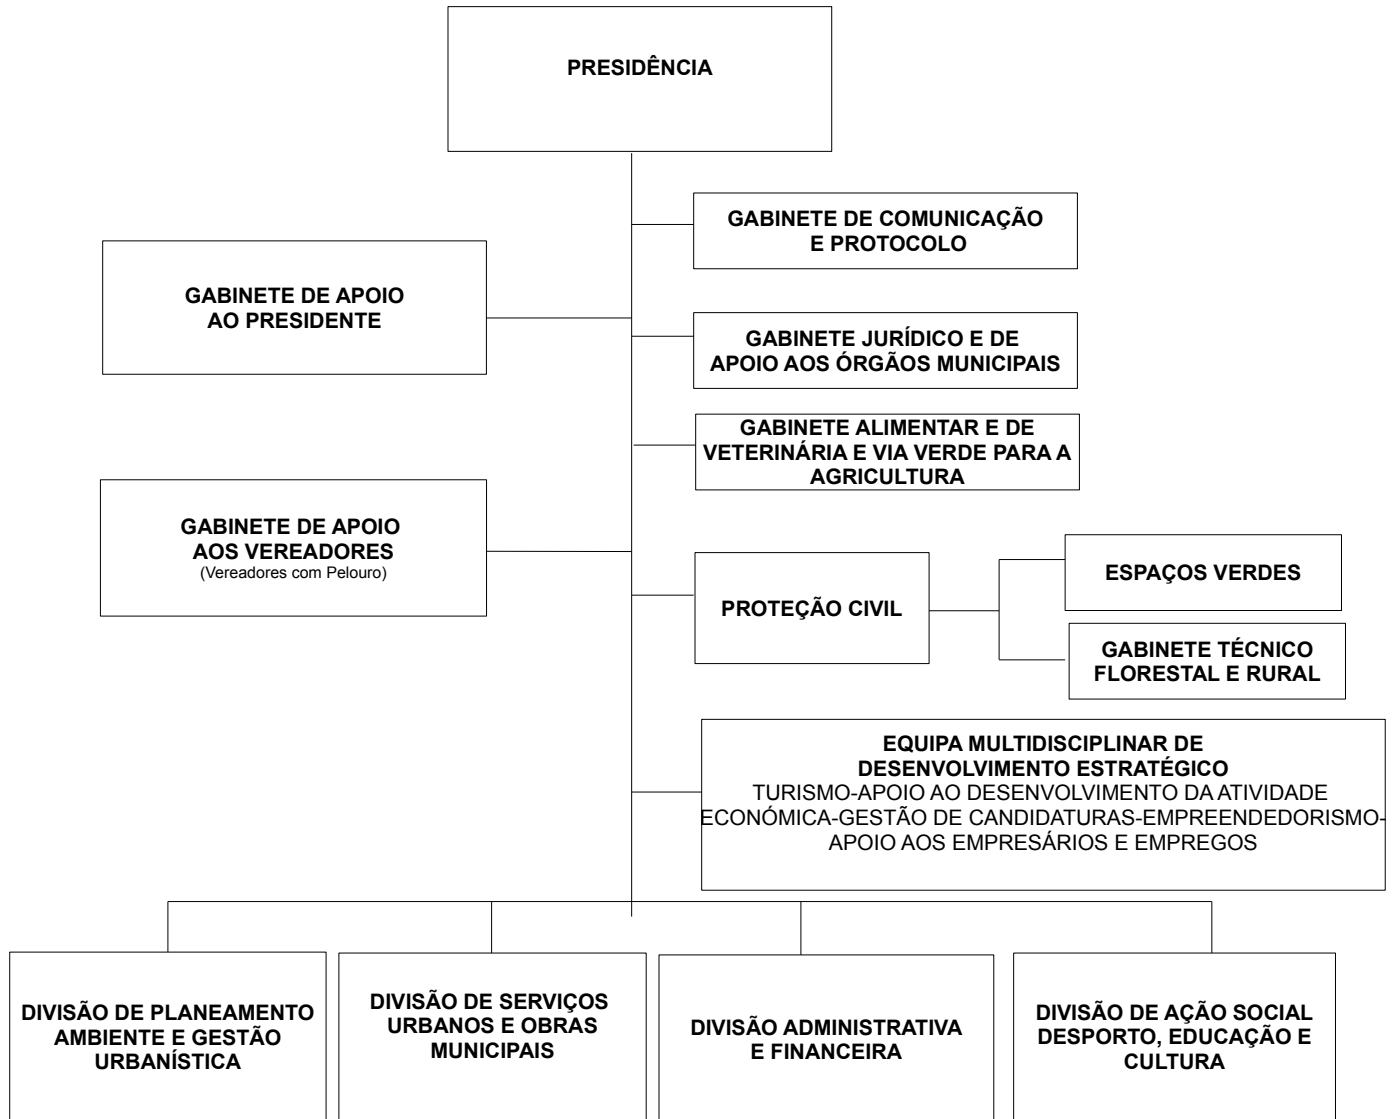 PRESIDÊNCIA
GABINETE DE COMUNICAÇÃO
E PROTOCOLO
GABINETE DE APOIO
AO PRESIDENTE
GABINETE JURÍDICO E DE
APOIO AOS ÓRGÃOS MUNICIPAIS
GABINETE ALIMENTAR E DE
VETERINÁRIA E VIA VERDE PARA A
AGRICULTURA
GABINETE DE APOIO
AOS VEREADORES
(Vereadores com Pelouro)
PROTEÇÃO CIVIL
ESPAÇOS VERDES
GABINETE TÉCNICO
FLORESTAL E RURAL
EQUIPA MULTIDISCIPLINAR DE
DESENVOLVIMENTO ESTRATÉGICO
TURISMO-APOIO AO DESENVOLVIMENTO DA ATIVIDADE
ECONÓMICA-GESTÃO DE CANDIDATURAS-EMPREENDEDORISMO-
APOIO AOS EMPRESÁRIOS E EMPREGOS
DIVISÃO DE PLANEAMENTO
AMBIENTE E GESTÃO
URBANÍSTICA
DIVISÃO DE SERVIÇOS
URBANOS E OBRAS
MUNICIPAIS
DIVISÃO ADMINISTRATIVA
E FINANCEIRA
DIVISÃO DE AÇÃO SOCIAL
DESPORTO, EDUCAÇÃO E
CULTURA